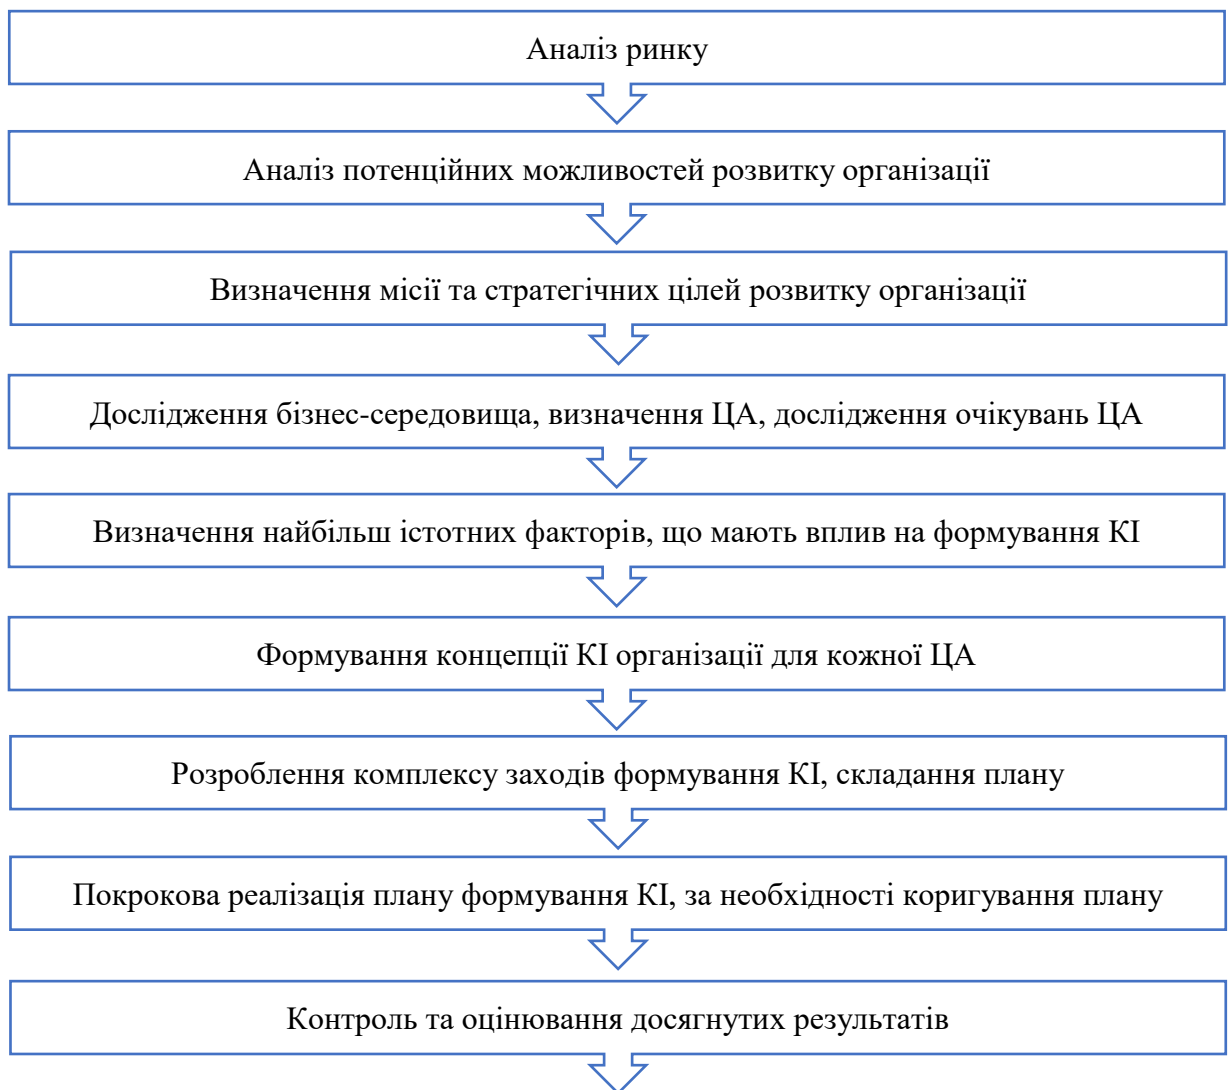 Аналіз ринку
Аналіз потенційних можливостей розвитку організації
Визначення місії та стратегічних цілей розвитку організації
Дослідження бізнес-середовища, визначення ЦА, дослідження очікувань ЦА
Визначення найбільш істотних факторів, що мають вплив на формування КІ
Формування концепції КІ організації для кожної ЦА
Розроблення комплексу заходів формування КІ, складання плану
Покрокова реалізація плану формування КІ, за необхідності коригування плану
Контроль та оцінювання досягнутих результатів